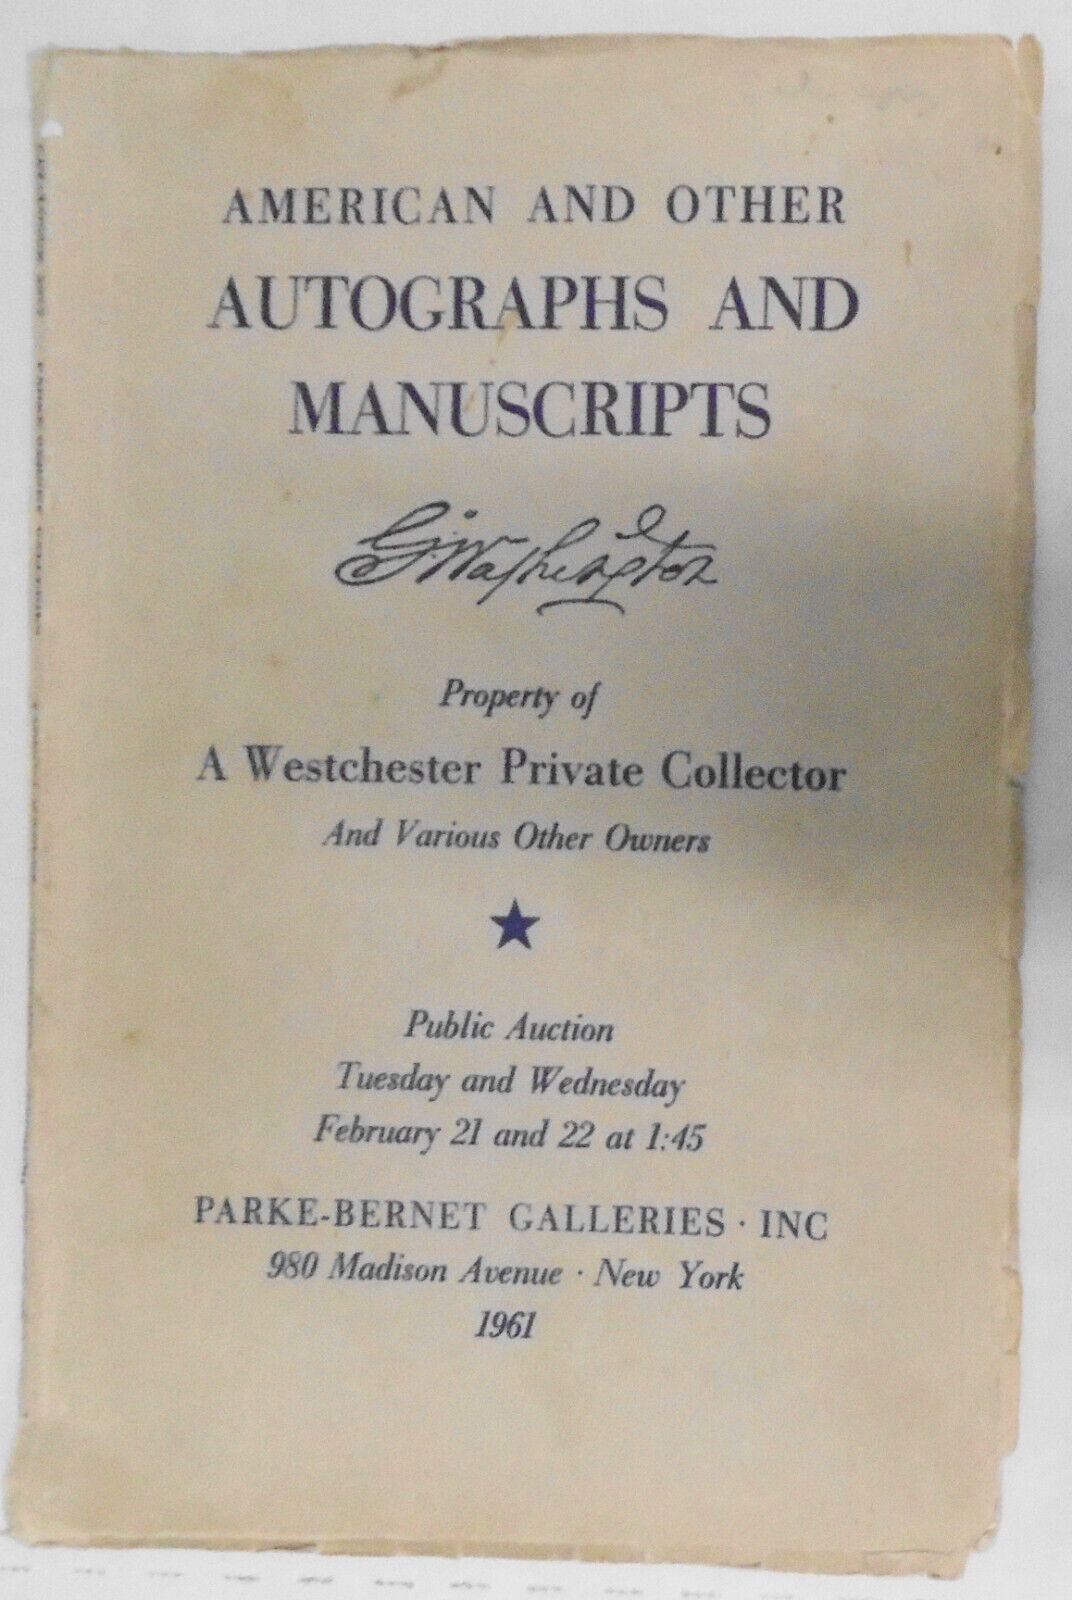 AMERICAN AND OTHER
AUTOGRAPHS AND
MANUSCRIPTS
G:Washington
Property of
A Westchester Private Collector
And Various Other Owners
Public Auction
Tuesday and Wednesday
February 21 and 22 at 1:45
PARKE-BERNET GALLERIES · INC
980 Madison Avenue · New York
1961